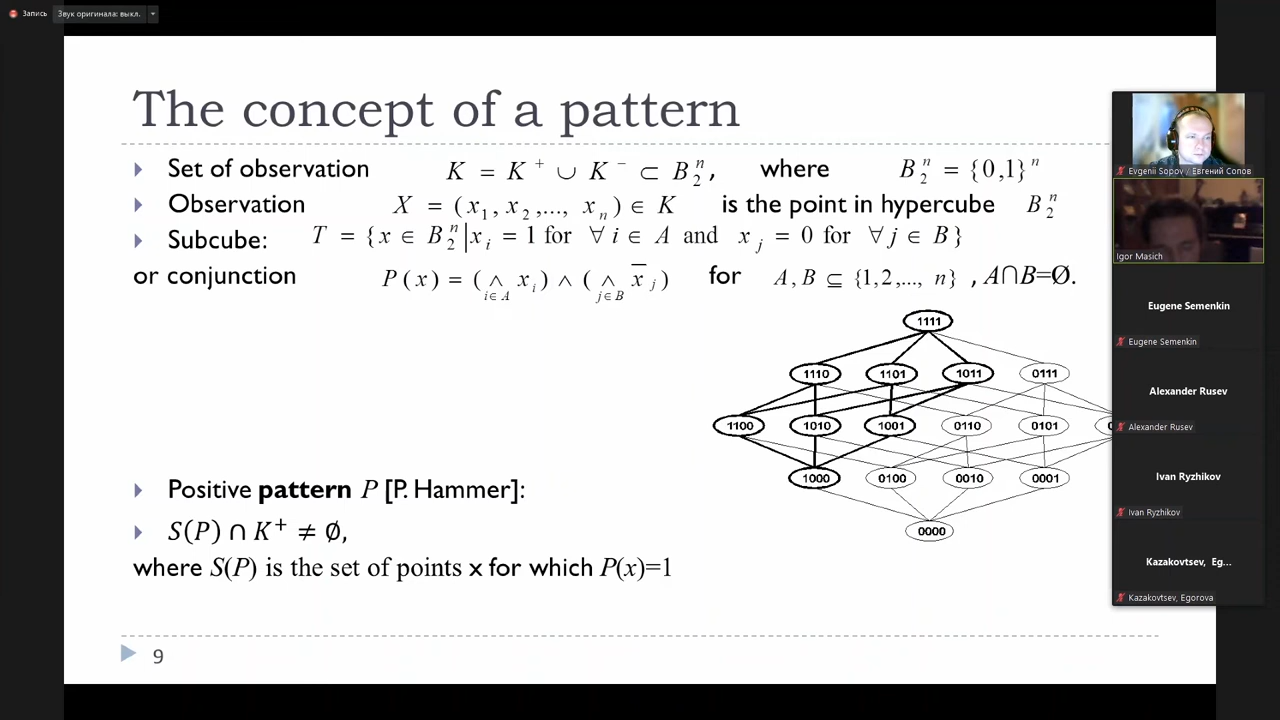 Запись
Звук оригинала: выкл.
The concept of a pattern
Set of observation K = K⁺ ∪ K⁻ ⊂ B₂ⁿ, where B₂ⁿ = {0,1}ⁿ
Observation X = (x₁, x₂,..., xₙ) ∈ K is the point in hypercube B₂ⁿ
Subcube: T = {x ∈ B₂ⁿ|xᵢ = 1 for ∀ i ∈ A and xⱼ = 0 for ∀ j ∈ B}
or conjunction P(x) = (∧_{i∈A} xᵢ) ∧ (∧_{j∈B} x̅ⱼ) for A, B ⊆ {1,2,..., n}, A∩B=Ø.
1111
1110 1101 1011 0111
1100 1010 1001 0110 0101
1000 0100 0010 0001
0000
Positive pattern P [P. Hammer]:
S(P) ∩ K⁺ ≠ ∅,
where S(P) is the set of points x for which P(x)=1
9
Evgenii Sopov / Евгений Сопов
Igor Masich
Eugene Semenkin
Eugene Semenkin
Alexander Rusev
Alexander Rusev
Ivan Ryzhikov
Ivan Ryzhikov
Kazakovtsev, Eg...
Kazakovtsev, Egorova